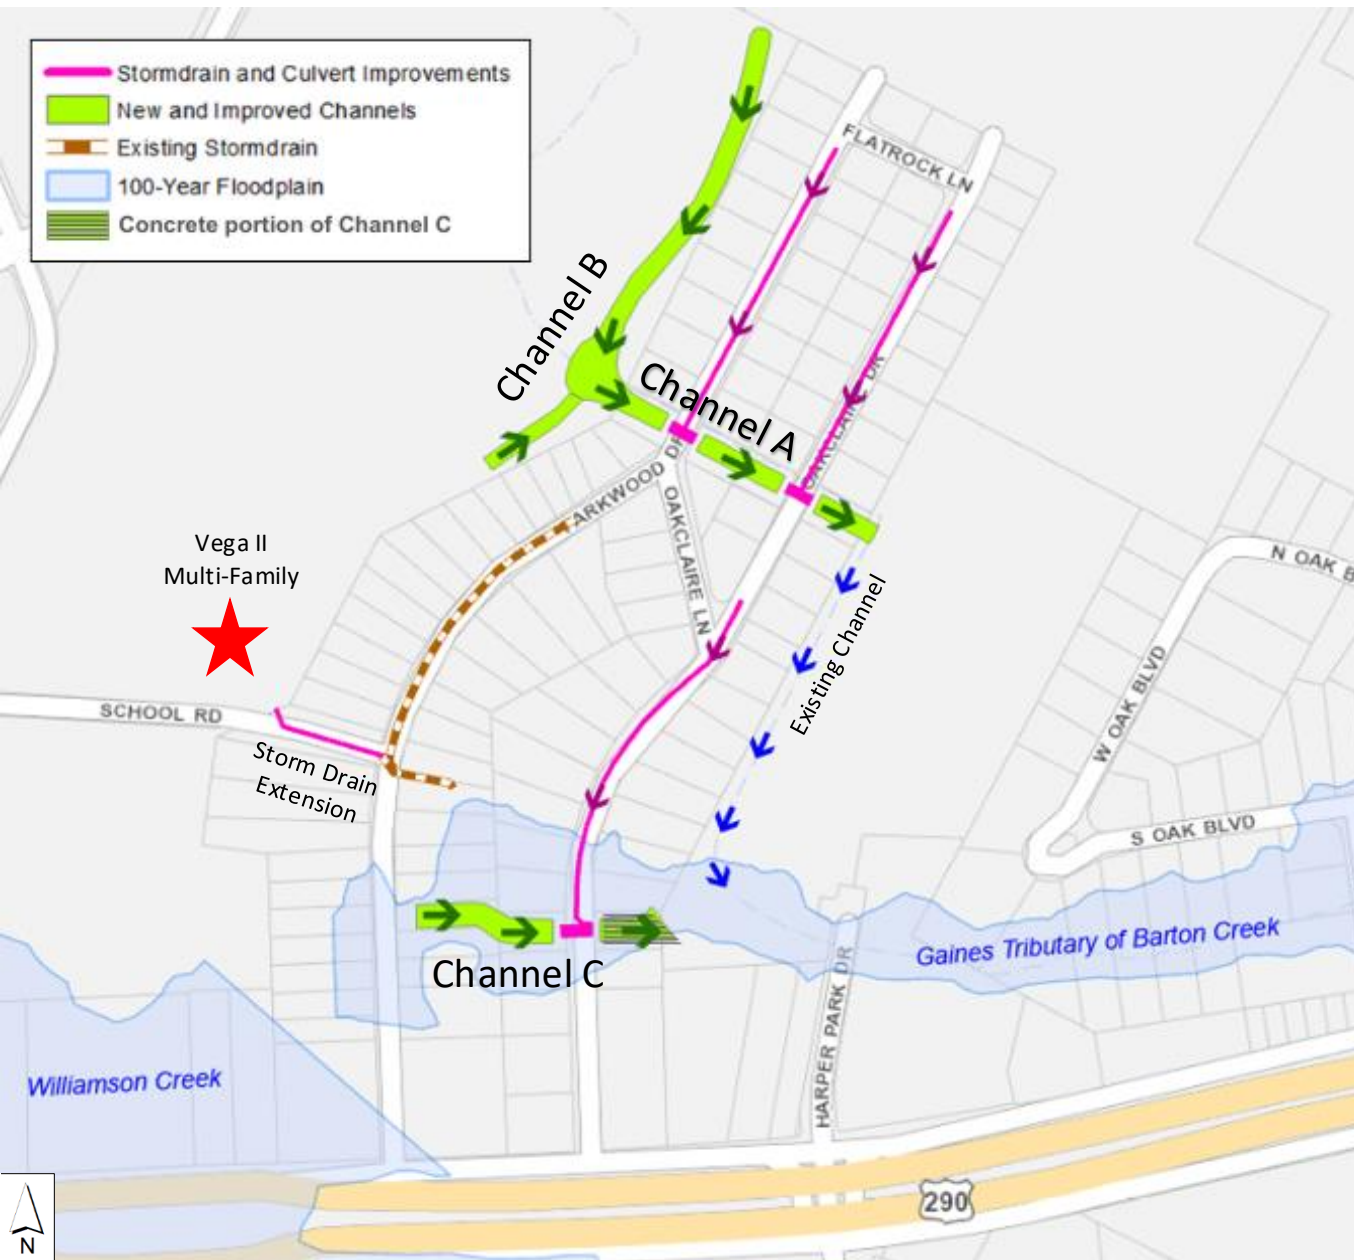 Stormdrain and Culvert Improvements
New and Improved Channels
Existing Stormdrain
100-Year Floodplain
Concrete portion of Channel C
FLATROCK LN
Channel B
Channel A
OAKCLAIRE DR
ARKWOOD DR
OAKCLAIRE LN
Vega II
Multi-Family
N OAK B
Existing Channel
W OAK BLVD
SCHOOL RD
Storm Drain
Extension
S OAK BLVD
Gaines Tributary of Barton Creek
Channel C
HARPER PARK DR
Williamson Creek
290
N